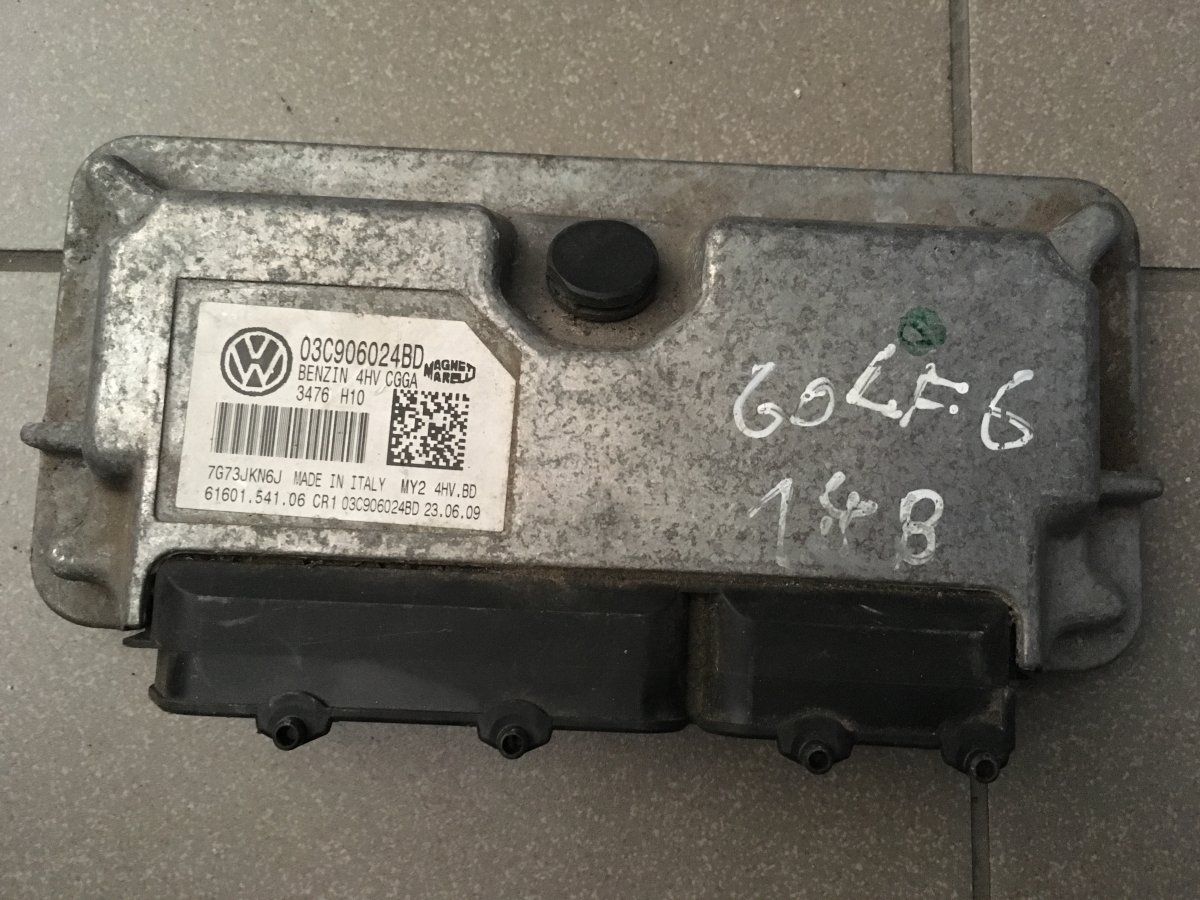 03C906024BD
BENZIN 4HV CGGA
MAGNETI
MARELLI
3476 H10
7G73JKN6J MADE IN ITALY MY2 4HV.BD
61601.541.06 CR1 03C906024BD 23.06.09
GOLF.6
1.4 B